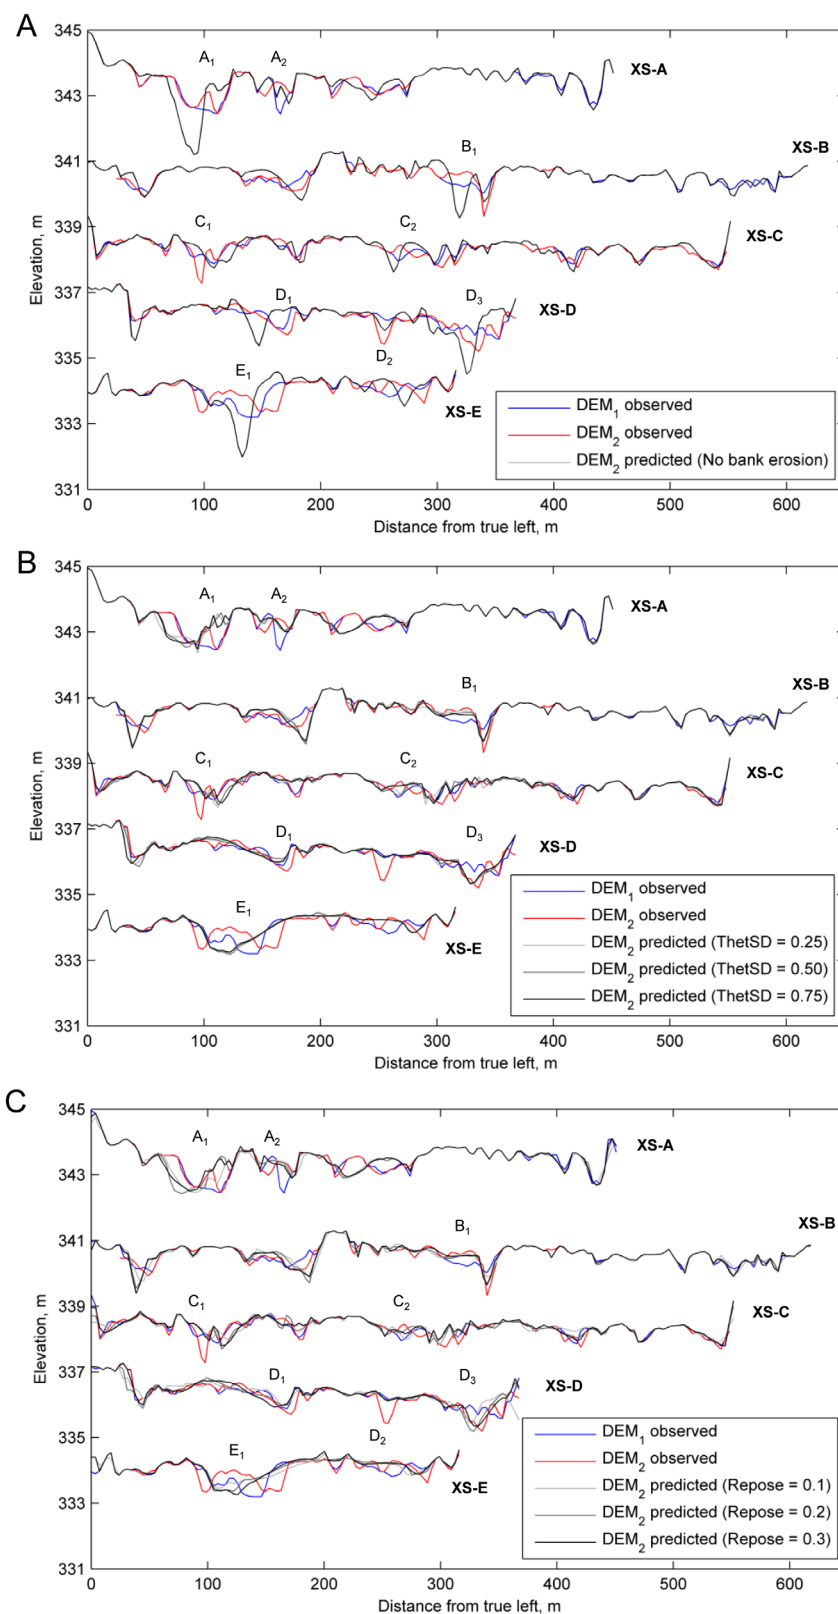 A
345
343
341
339
337
335
333
331
Elevation, m
A1
A2
XS-A
B1
XS-B
C1
C2
XS-C
D1
D3
XS-D
D2
E1
XS-E
DEM1 observed
DEM2 observed
DEM2 predicted (No bank erosion)
0 100 200 300 400 500 600
Distance from true left, m
B
345
343
341
339
337
335
333
331
Elevation, m
A1
A2
XS-A
B1
XS-B
C1
C2
XS-C
D1
D3
XS-D
E1
XS-E
DEM1 observed
DEM2 observed
DEM2 predicted (ThetSD = 0.25)
DEM2 predicted (ThetSD = 0.50)
DEM2 predicted (ThetSD = 0.75)
0 100 200 300 400 500 600
Distance from true left, m
C
345
343
341
339
337
335
333
331
Elevation, m
A1
A2
XS-A
B1
XS-B
C1
C2
XS-C
D1
D3
XS-D
D2
E1
XS-E
DEM1 observed
DEM2 observed
DEM2 predicted (Repose = 0.1)
DEM2 predicted (Repose = 0.2)
DEM2 predicted (Repose = 0.3)
0 100 200 300 400 500 600
Distance from true left, m